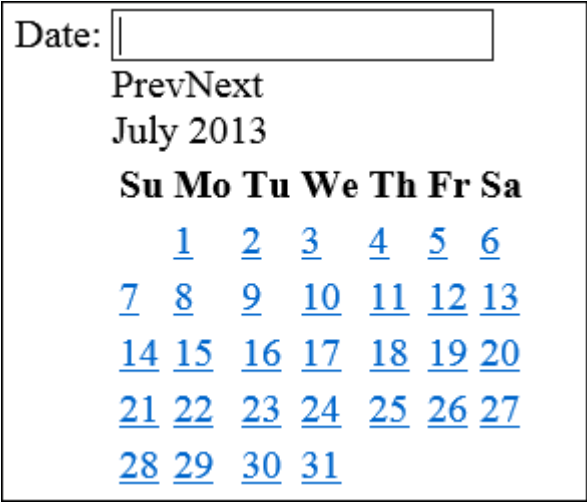 Date:
PrevNext
July 2013
Su Mo Tu We Th Fr Sa
1 2 3 4 5 6
7 8 9 10 11 12 13
14 15 16 17 18 19 20
21 22 23 24 25 26 27
28 29 30 31